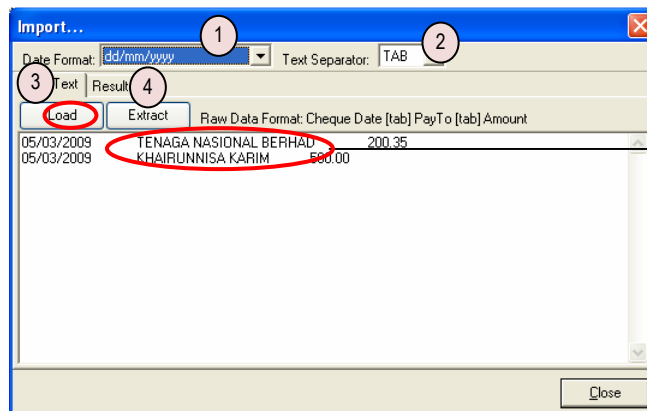 Import...
1
2
Date Format: dd/mm/yyyy Text Separator: TAB
3 Text Result 4
Load Extract Raw Data Format: Cheque Date [tab] PayTo [tab] Amount
05/03/2009 TENAGA NASIONAL BERHAD 200.35
05/03/2009 KHAIRUNNISA KARIM 500.00
Close